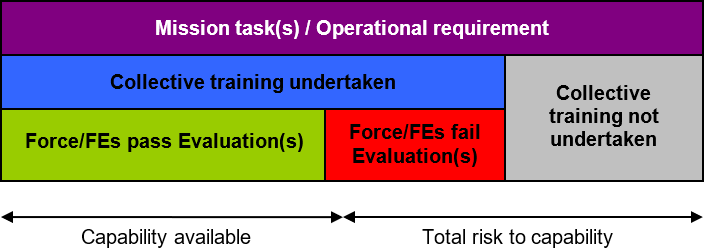 Mission task(s) / Operational requirement
Collective training undertaken
Collective
training not
undertaken
Force/FEs pass Evaluation(s)
Force/FEs fail
Evaluation(s)
Capability available
Total risk to capability